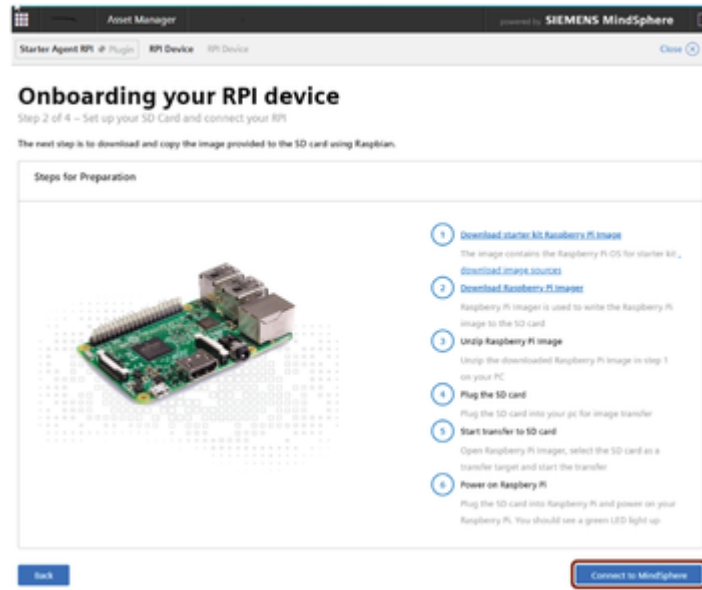 Asset Manager
powered by SIEMENS MindSphere
Starter Agent RPI Plugin RPI Device RPI Device
Close
Onboarding your RPI device
Step 2 of 4 – Set up your SD Card and connect your RPI
The next step is to download and copy the image provided to the SD card using Raspbian.
Steps for Preparation
1 Download starter kit Raspberry Pi Image
The image contains the Raspberry Pi OS for starter kit ,
download image sources
2 Download Raspberry Pi Imager
Raspberry Pi Imager is used to write the Raspberry Pi
image to the SD card
3 Unzip Raspberry Pi Image
Unzip the downloaded Raspberry Pi Image in step 1
on your PC
4 Plug the SD card
Plug the SD card into your pc for image transfer
5 Start transfer to SD card
Open Raspberry Pi Imager, select the SD card as a
transfer target and start the transfer
6 Power on Raspbery Pi
Plug the SD card into Raspberry Pi and power on your
Raspberry Pi. You should see a green LED light up
Back
Connect to MindSphere